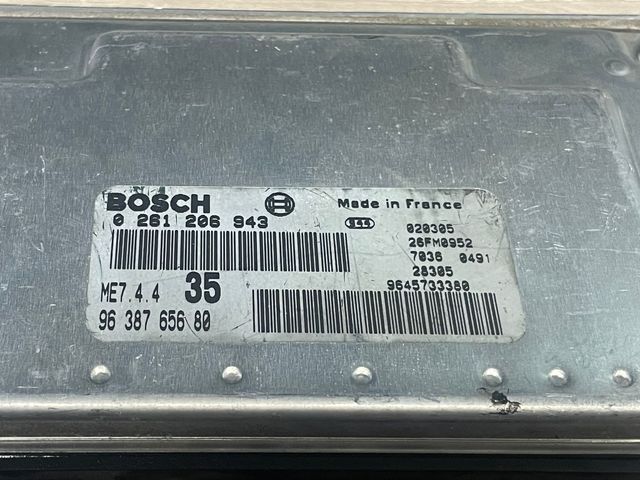 BOSCH Made in France
0 261 206 943 144 020305
26FM0952
7036 0491
28305
ME7.4.4 35 9645733380
96 387 656 80